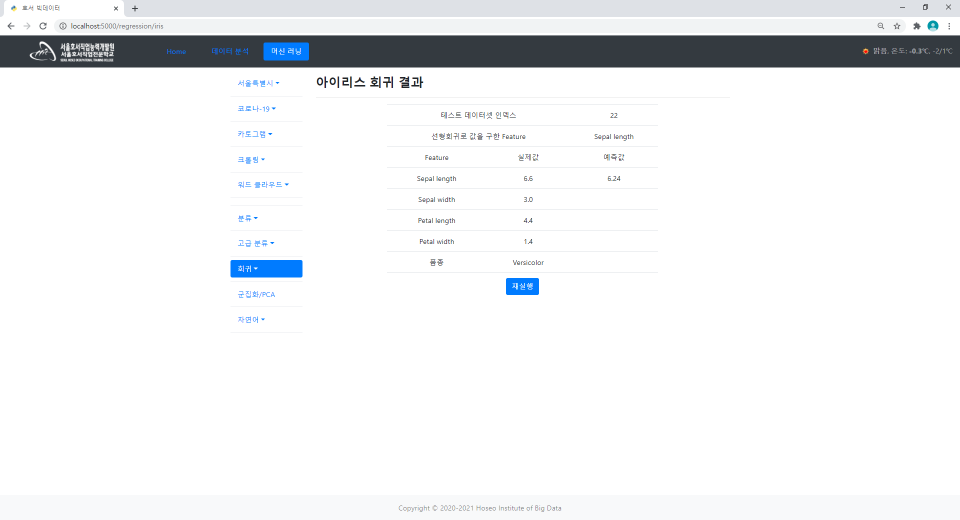 호서 빅데이터
localhost:5000/regression/iris
서울호서직업능력개발원
서울호서직업전문학교
Home
데이터 분석
머신 러닝
맑음, 온도: -0.3℃, -2/1℃
서울특별시
코로나-19
카토그램
크롤링
워드 클라우드
분류
고급 분류
회귀
군집화/PCA
자연어
아이리스 회귀 결과
테스트 데이터셋 인덱스 22
선형회귀로 값을 구한 Feature Sepal length
Feature 실제값 예측값
Sepal length 6.6 6.24
Sepal width 3.0
Petal length 4.4
Petal width 1.4
품종 Versicolor
재실행
Copyright © 2020-2021 Hoseo Institute of Big Data